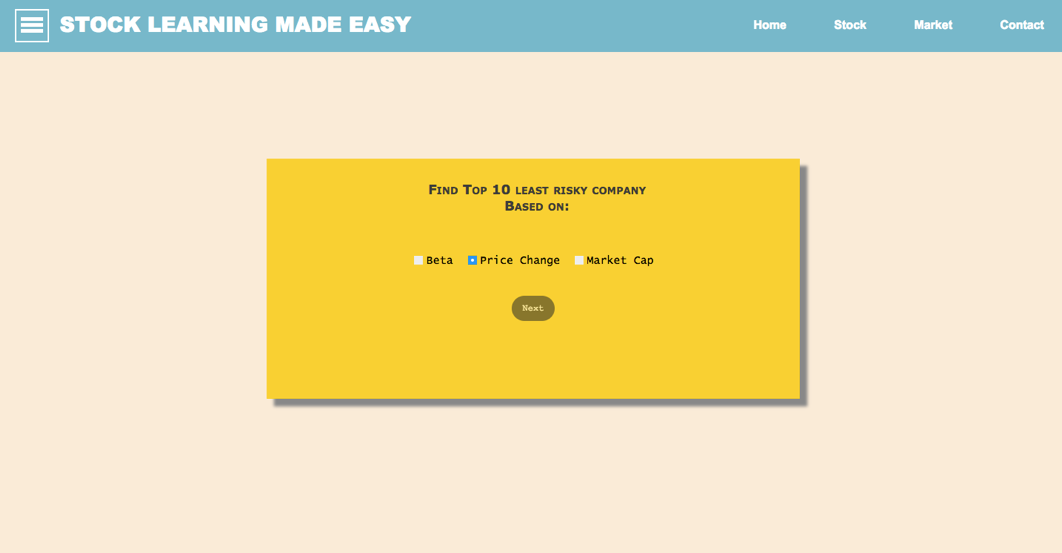 STOCK LEARNING MADE EASY
Home Stock Market Contact
Find Top 10 least risky company
Based on:
Beta Price Change Market Cap
Next